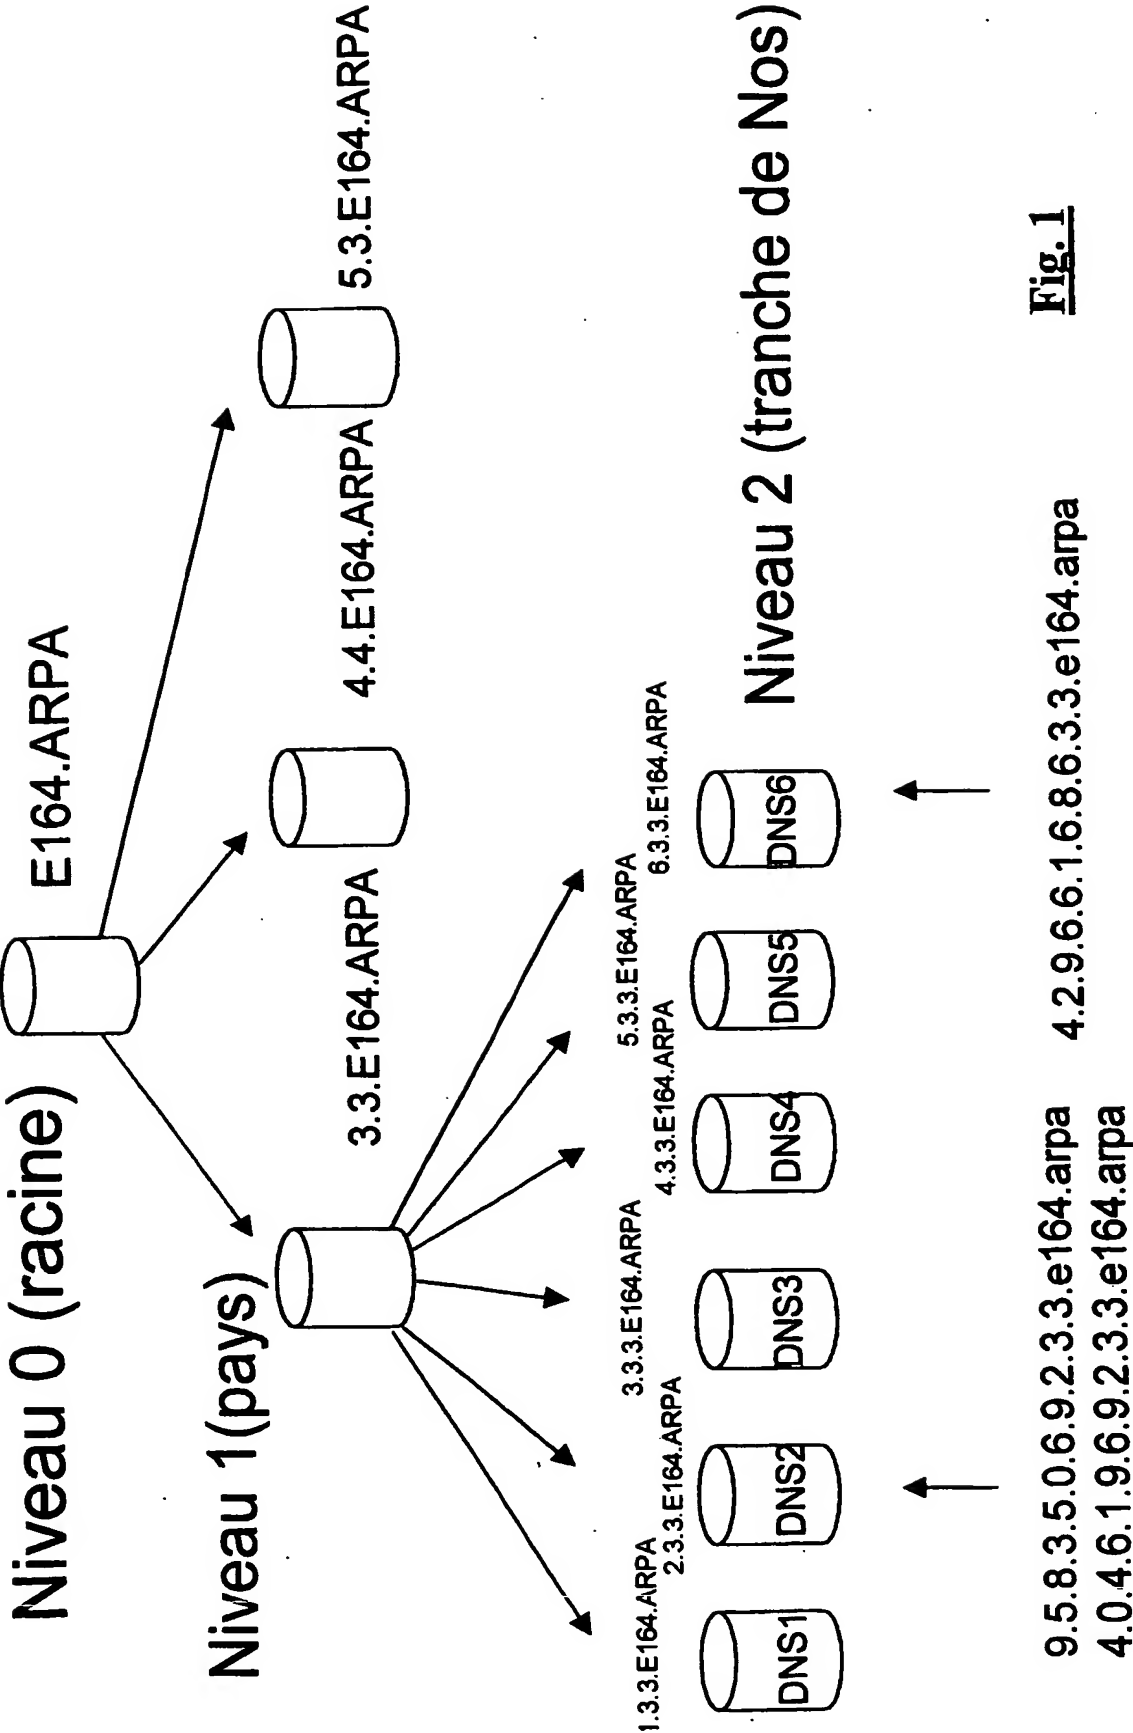 Niveau 0 (racine)
E164.ARPA
Niveau 1(pays)
3.3.E164.ARPA
4.4.E164.ARPA
5.3.E164.ARPA
1.3.3.E164.ARPA
2.3.3.E164.ARPA
3.3.3.E164.ARPA
4.3.3.E164.ARPA
5.3.3.E164.ARPA
6.3.3.E164.ARPA
DNS1
DNS2
DNS3
DNS4
DNS5
DNS6
Niveau 2 (tranche de Nos)
9.5.8.3.5.0.6.9.2.3.3.e164.arpa
4.0.4.6.1.9.6.9.2.3.3.e164.arpa
4.2.9.6.6.1.6.8.6.3.3.e164.arpa
Fig. 1